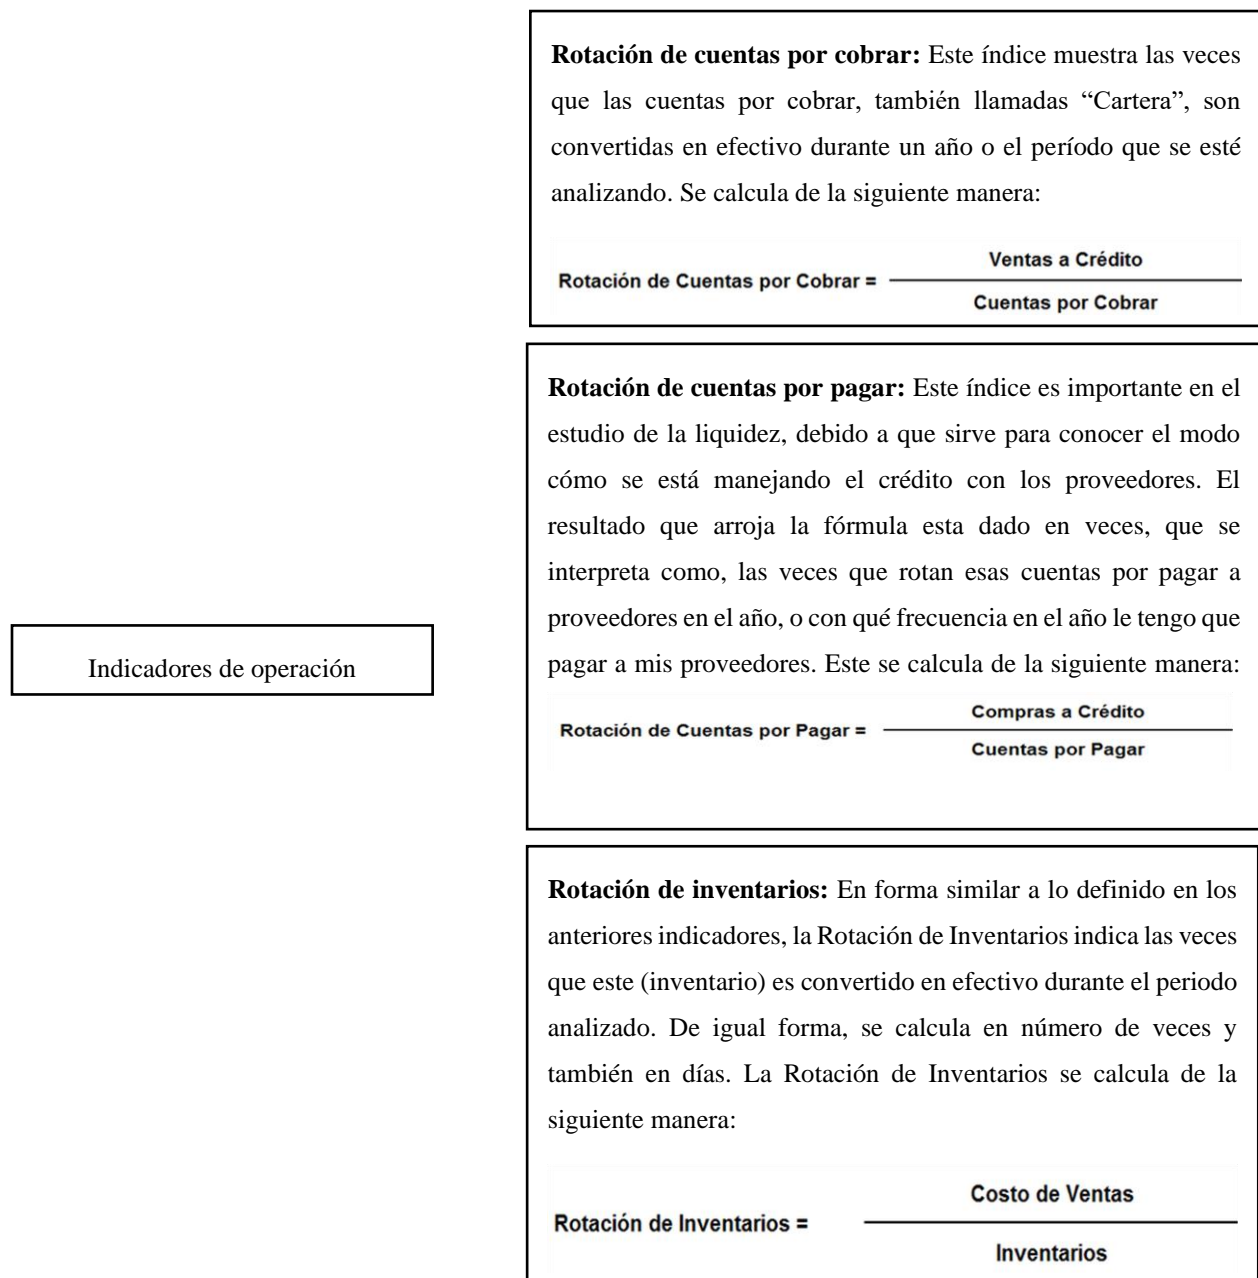 Rotación de cuentas por cobrar: Este índice muestra las veces
que las cuentas por cobrar, también llamadas “Cartera”, son
convertidas en efectivo durante un año o el período que se esté
analizando. Se calcula de la siguiente manera:
Ventas a Crédito
Rotación de Cuentas por Cobrar =
Cuentas por Cobrar
Rotación de cuentas por pagar: Este índice es importante en el
estudio de la liquidez, debido a que sirve para conocer el modo
cómo se está manejando el crédito con los proveedores. El
resultado que arroja la fórmula esta dado en veces, que se
interpreta como, las veces que rotan esas cuentas por pagar a
proveedores en el año, o con qué frecuencia en el año le tengo que
pagar a mis proveedores. Este se calcula de la siguiente manera:
Compras a Crédito
Rotación de Cuentas por Pagar =
Cuentas por Pagar
Indicadores de operación
Rotación de inventarios: En forma similar a lo definido en los
anteriores indicadores, la Rotación de Inventarios indica las veces
que este (inventario) es convertido en efectivo durante el periodo
analizado. De igual forma, se calcula en número de veces y
también en días. La Rotación de Inventarios se calcula de la
siguiente manera:
Costo de Ventas
Rotación de Inventarios =
Inventarios